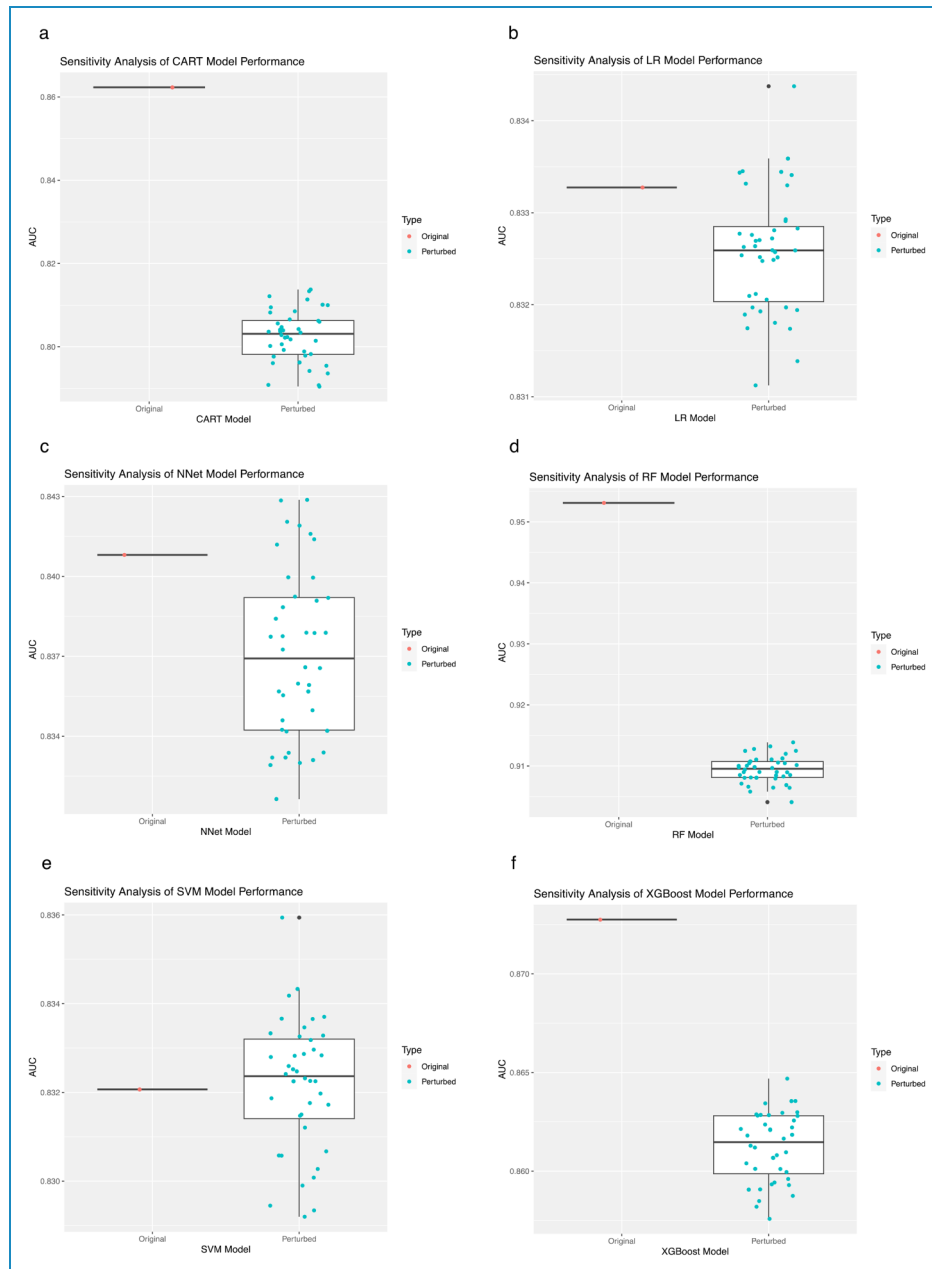 a
Sensitivity Analysis of CART Model Performance
0.86
0.84
0.82
0.80
AUC
Original
Perturbed
CART Model
Type
Original
Perturbed
b
Sensitivity Analysis of LR Model Performance
0.834
0.833
0.832
0.831
AUC
Original
Perturbed
LR Model
Type
Original
Perturbed
c
Sensitivity Analysis of NNet Model Performance
0.843
0.840
0.837
0.834
AUC
Original
Perturbed
NNet Model
Type
Original
Perturbed
d
Sensitivity Analysis of RF Model Performance
0.95
0.94
0.93
0.92
0.91
AUC
Original
Perturbed
RF Model
Type
Original
Perturbed
e
Sensitivity Analysis of SVM Model Performance
0.836
0.834
0.832
0.830
AUC
Original
Perturbed
SVM Model
Type
Original
Perturbed
f
Sensitivity Analysis of XGBoost Model Performance
0.870
0.865
0.860
AUC
Original
Perturbed
XGBoost Model
Type
Original
Perturbed